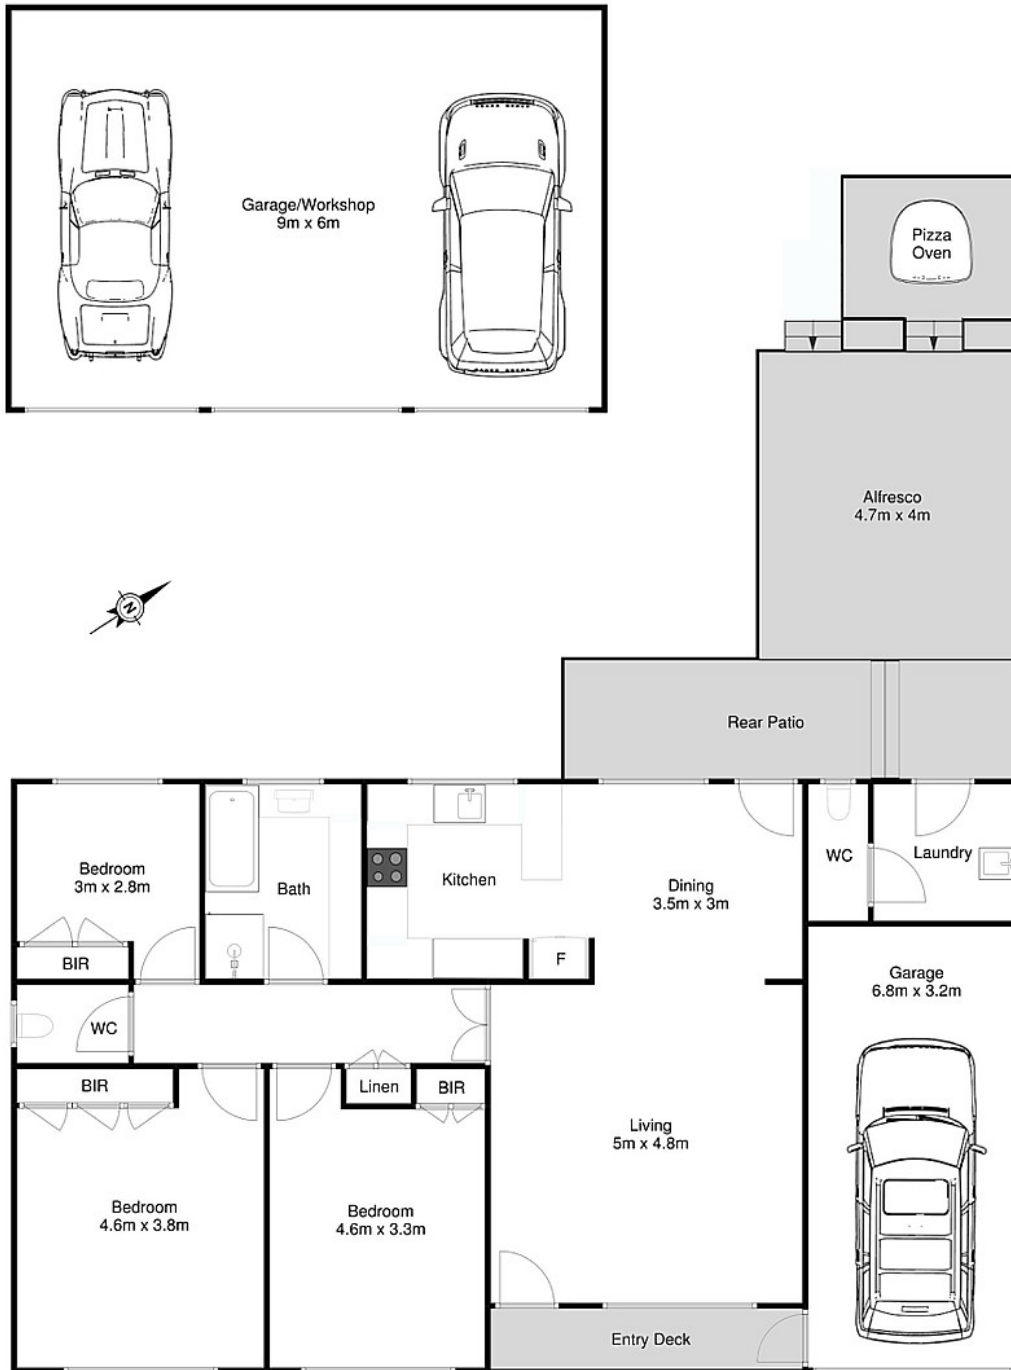 Garage/Workshop
9m x 6m
Pizza
Oven
Alfresco
4.7m x 4m
N
Rear Patio
Bedroom
3m x 2.8m
Bath
Kitchen
Dining
3.5m x 3m
WC
Laundry
BIR
F
Garage
6.8m x 3.2m
WC
BIR
Linen
BIR
Living
5m x 4.8m
Bedroom
4.6m x 3.8m
Bedroom
4.6m x 3.3m
Entry Deck